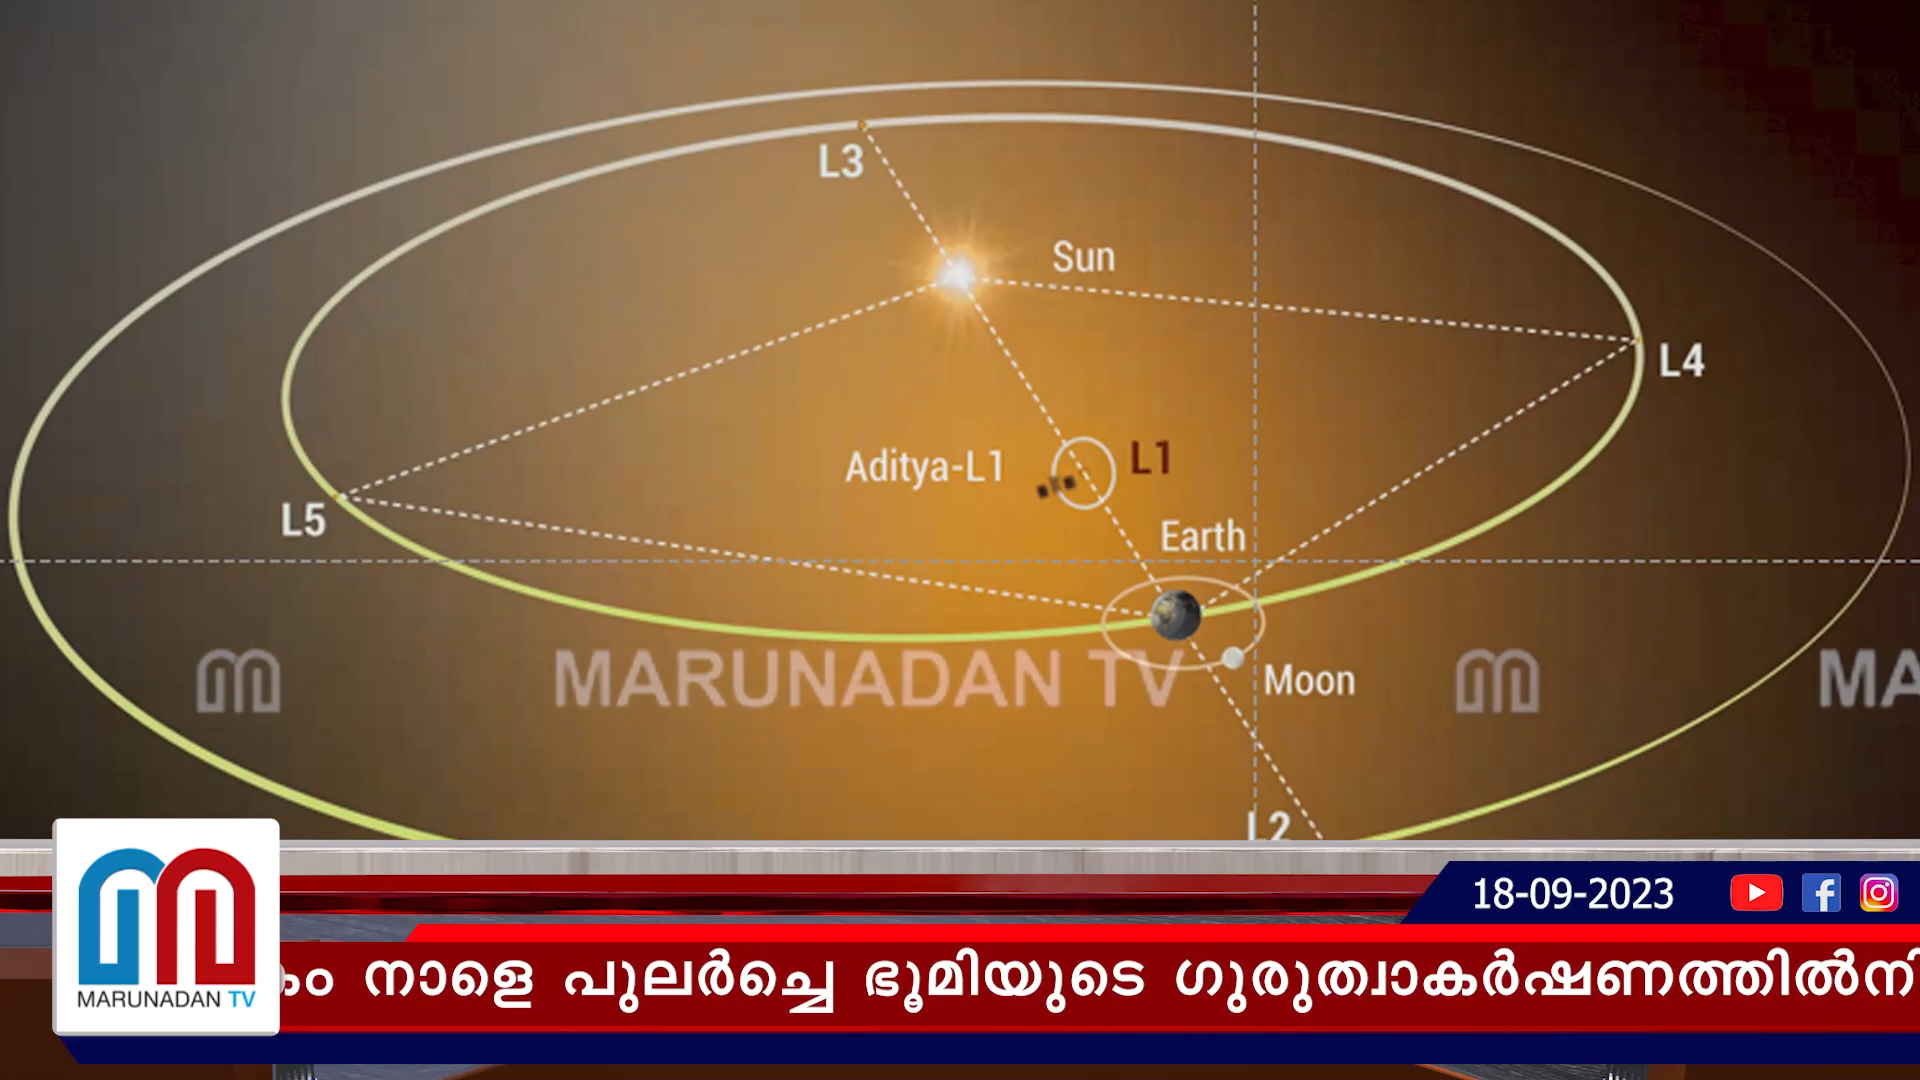 L3
Sun
L4
Aditya-L1
L1
L5
Earth
MARUNADAN TV
Moon
L2
18-09-2023
നാളെ പുലർച്ചെ ഭൂമിയുടെ ഗുരുത്വാകർഷണത്തിൽനി
MARUNADAN TV